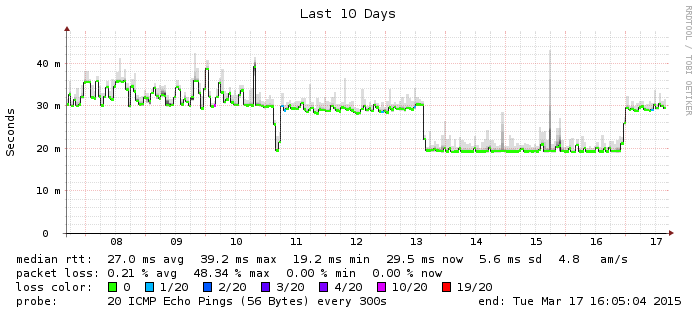 Last 10 Days
RRDTOOL / TOBI OETIKER
Seconds
40 m
30 m
20 m
10 m
0
08 09 10 11 12 13 14 15 16 17
median rtt: 27.0 ms avg 39.2 ms max 19.2 ms min 29.5 ms now 5.6 ms sd 4.8 am/s
packet loss: 0.21 % avg 48.34 % max 0.00 % min 0.00 % now
loss color: 0 1/20 2/20 3/20 4/20 10/20 19/20
probe: 20 ICMP Echo Pings (56 Bytes) every 300s end: Tue Mar 17 16:05:04 2015